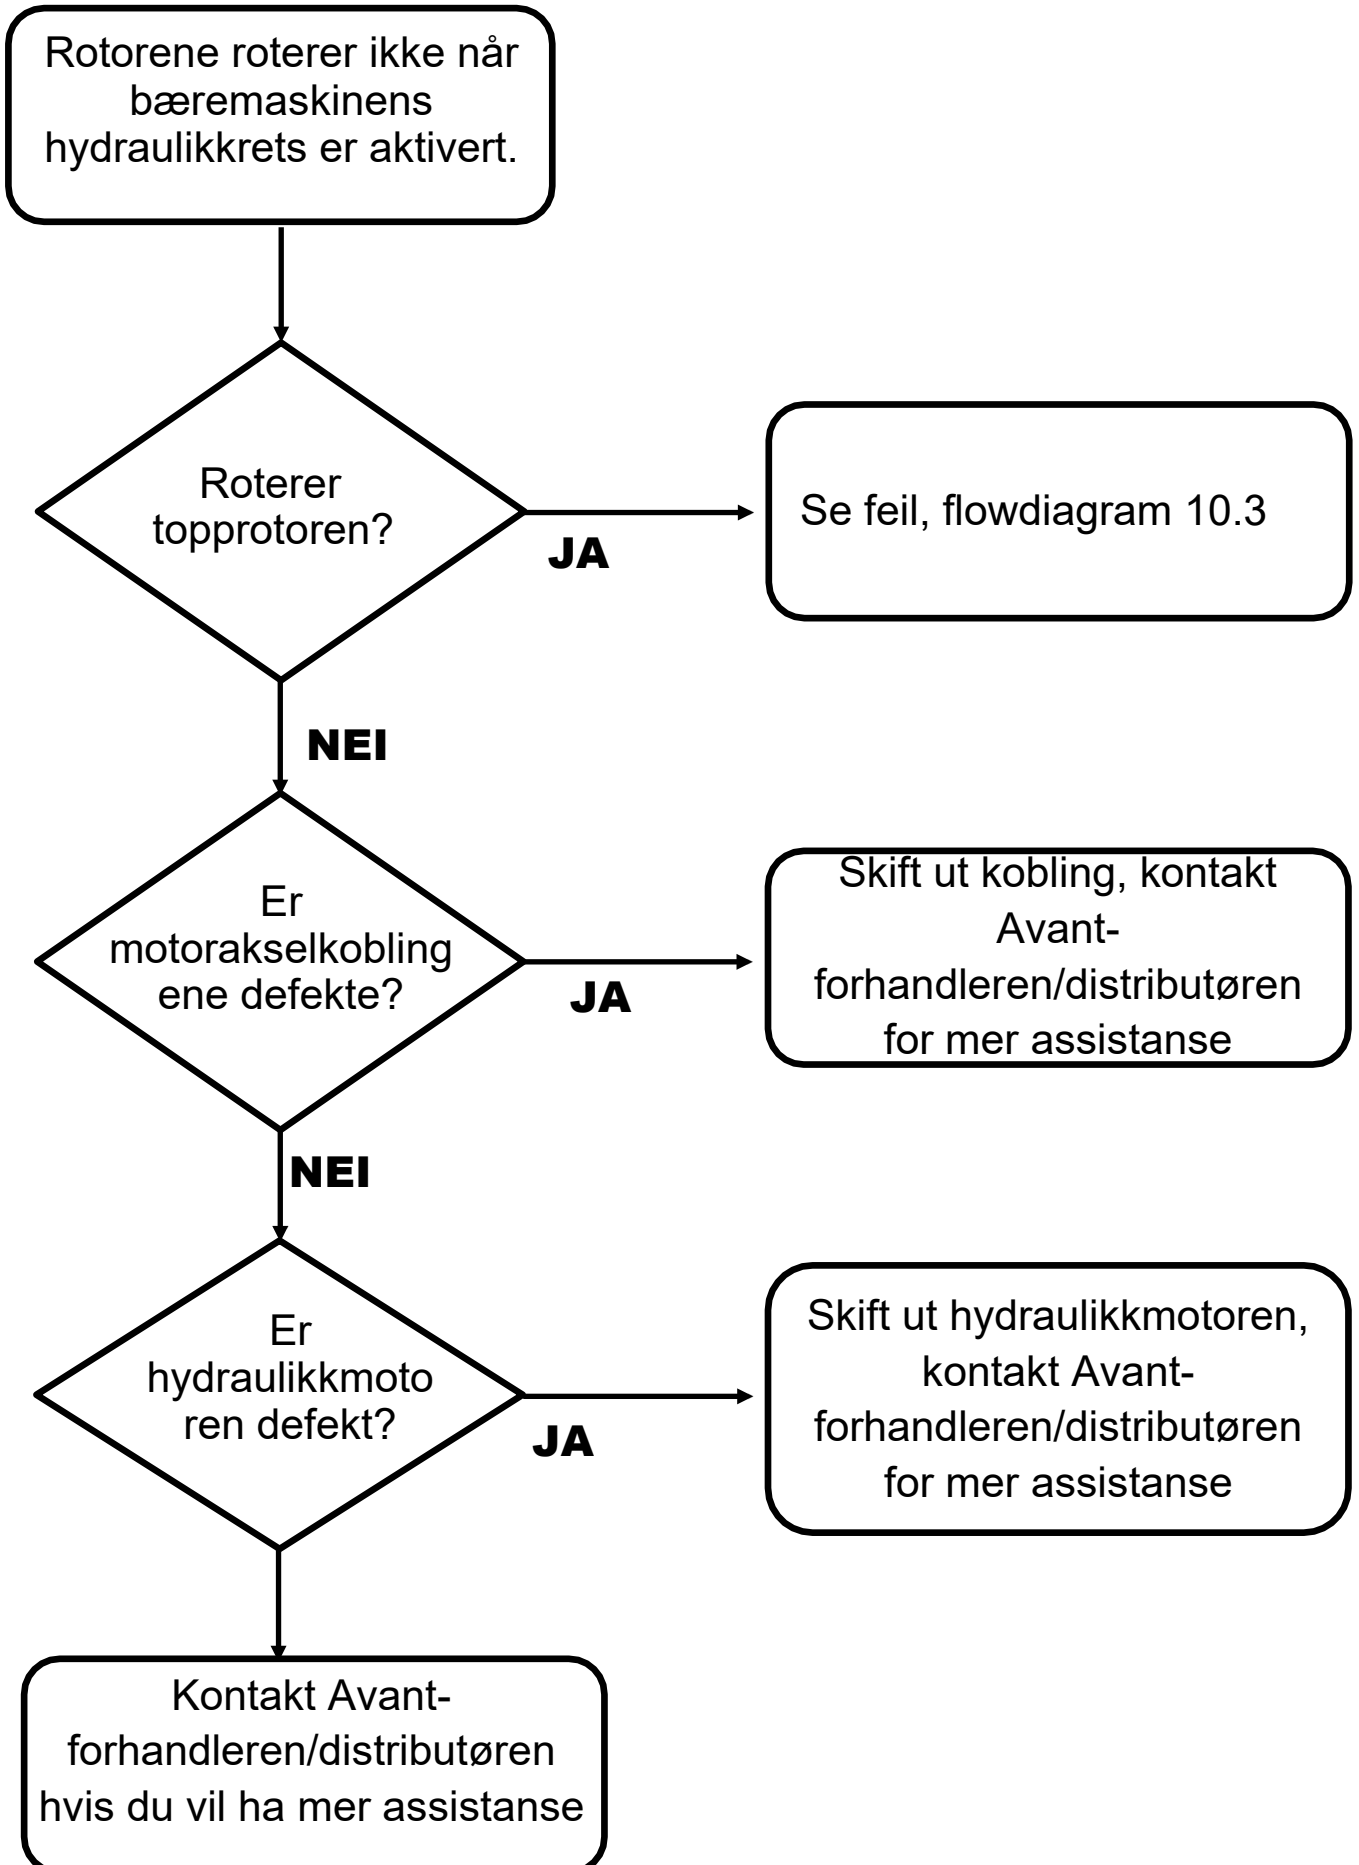 Rotorene roterer ikke når
bæremaskinens
hydraulikkrets er aktivert.
Roterer
topprotoren?
JA
Se feil, flowdiagram 10.3
NEI
Er
motorakselkobling
ene defekte?
JA
Skift ut kobling, kontakt
Avant-
forhandleren/distributøren
for mer assistanse
NEI
Er
hydraulikkmoto
ren defekt?
JA
Skift ut hydraulikkmotoren,
kontakt Avant-
forhandleren/distributøren
for mer assistanse
Kontakt Avant-
forhandleren/distributøren
hvis du vil ha mer assistanse